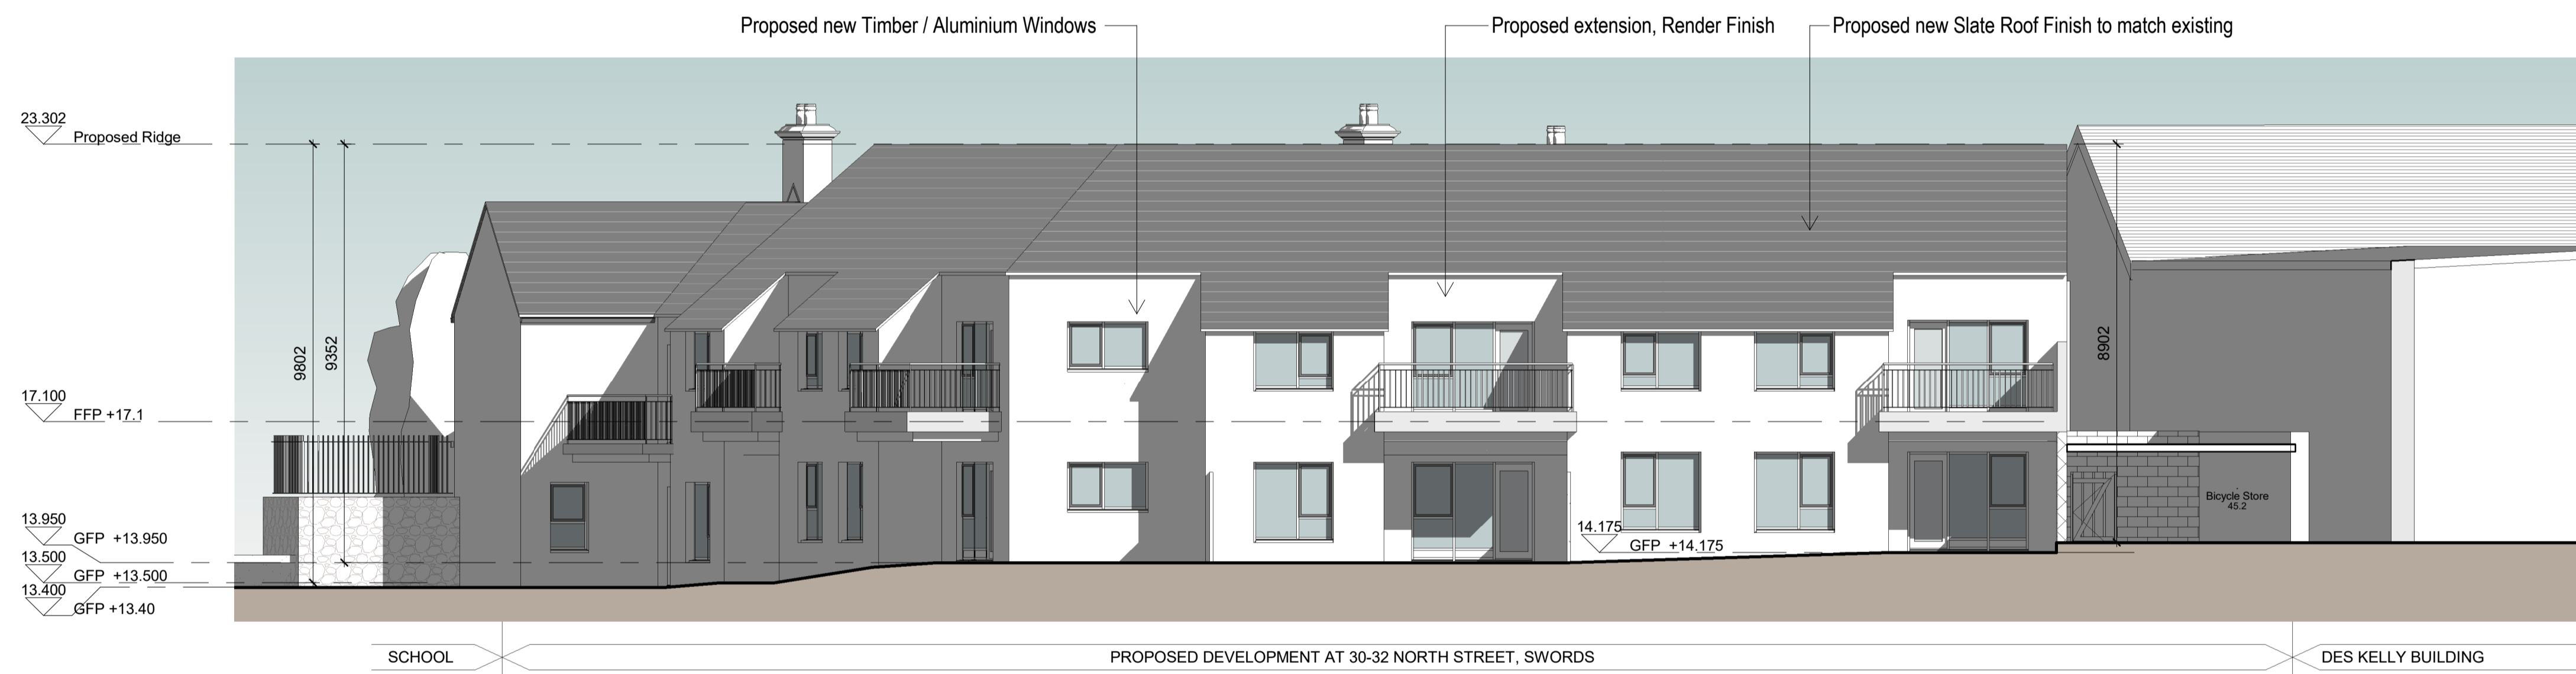 Proposed new Timber / Aluminium Windows
Proposed extension, Render Finish
Proposed new Slate Roof Finish to match existing
23.302
Proposed Ridge
9802
9352
8902
17.100
FFP +17.1
13.950
GFP +13.950
13.500
GFP +13.500
13.400
GFP +13.40
14.175
GFP +14.175
Bicycle Store
45.2
SCHOOL
PROPOSED DEVELOPMENT AT 30-32 NORTH STREET, SWORDS
DES KELLY BUILDING